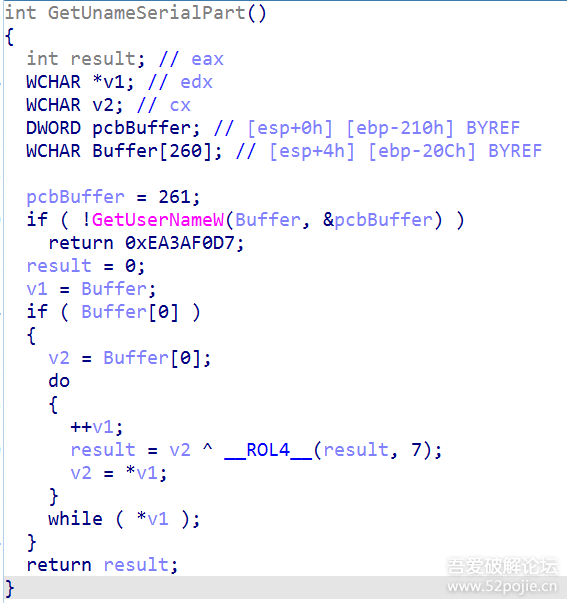 int GetUnameSerialPart()
{
  int result; // eax
  WCHAR *v1; // edx
  WCHAR v2; // cx
  DWORD pcbBuffer; // [esp+0h] [ebp-210h] BYREF
  WCHAR Buffer[260]; // [esp+4h] [ebp-20Ch] BYREF

  pcbBuffer = 261;
  if ( !GetUserNameW(Buffer, &pcbBuffer) )
    return 0xEA3AF0D7;
  result = 0;
  v1 = Buffer;
  if ( Buffer[0] )
  {
    v2 = Buffer[0];
    do
    {
      ++v1;
      result = v2 ^ __ROL4__(result, 7);
      v2 = *v1;
    }
    while ( *v1 );
  }
  return result;
}
吾爱破解论坛
www.52pojie.cn